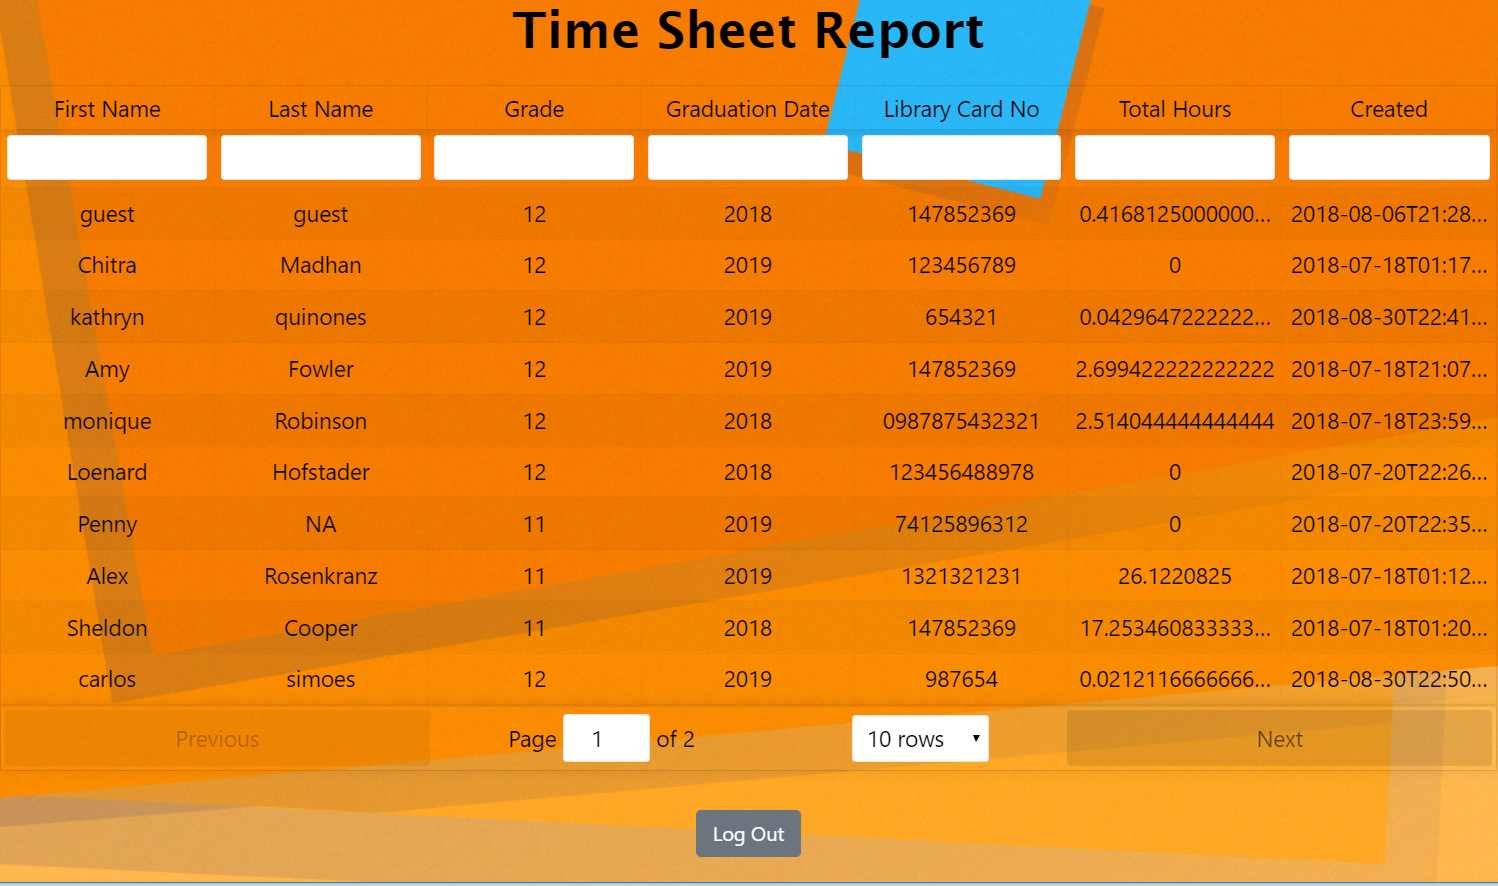 Time Sheet Report
First Name Last Name Grade Graduation Date Library Card No Total Hours Created
guest guest 12 2018 147852369 0.4168125000000... 2018-08-06T21:28...
Chitra Madhan 12 2019 123456789 0 2018-07-18T01:17...
kathryn quinones 12 2019 654321 0.0429647222222... 2018-08-30T22:41...
Amy Fowler 12 2019 147852369 2.699422222222222 2018-07-18T21:07...
monique Robinson 12 2018 0987875432321 2.514044444444444 2018-07-18T23:59...
Loenard Hofstader 12 2018 123456488978 0 2018-07-20T22:26...
Penny NA 11 2019 74125896312 0 2018-07-20T22:35...
Alex Rosenkranz 11 2019 1321321231 26.1220825 2018-07-18T01:12...
Sheldon Cooper 11 2018 147852369 17.253460833333... 2018-07-18T01:20...
carlos simoes 12 2019 987654 0.0212116666666... 2018-08-30T22:50...
Previous Page 1 of 2 10 rows Next
Log Out